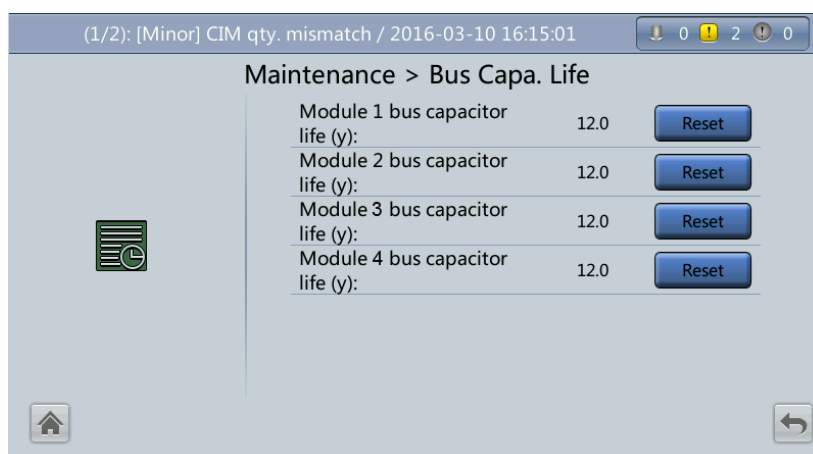 (1/2): [Minor] CIM qty. mismatch / 2016-03-10 16:15:01 0 2 0
Maintenance > Bus Capa. Life
Module 1 bus capacitor
life (y): 12.0 Reset
Module 2 bus capacitor
life (y): 12.0 Reset
Module 3 bus capacitor
life (y): 12.0 Reset
Module 4 bus capacitor
life (y): 12.0 Reset